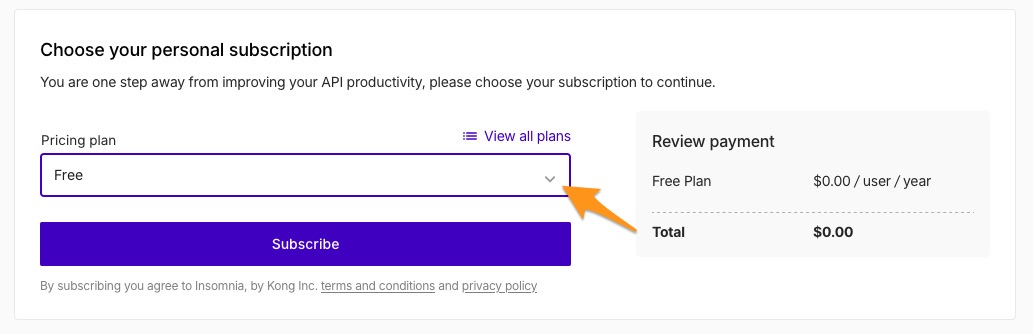 Choose your personal subscription
You are one step away from improving your API productivity, please choose your subscription to continue.
Pricing plan
View all plans
Free
Subscribe
By subscribing you agree to Insomnia, by Kong Inc. terms and conditions and privacy policy
Review payment
Free Plan $0.00 / user / year
Total $0.00